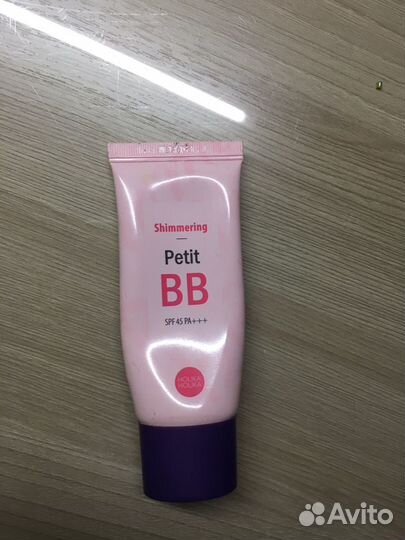 Shimmering
Petit
BB
SPF 45 PA+++
HOLIKA
HOLIKA
Avito